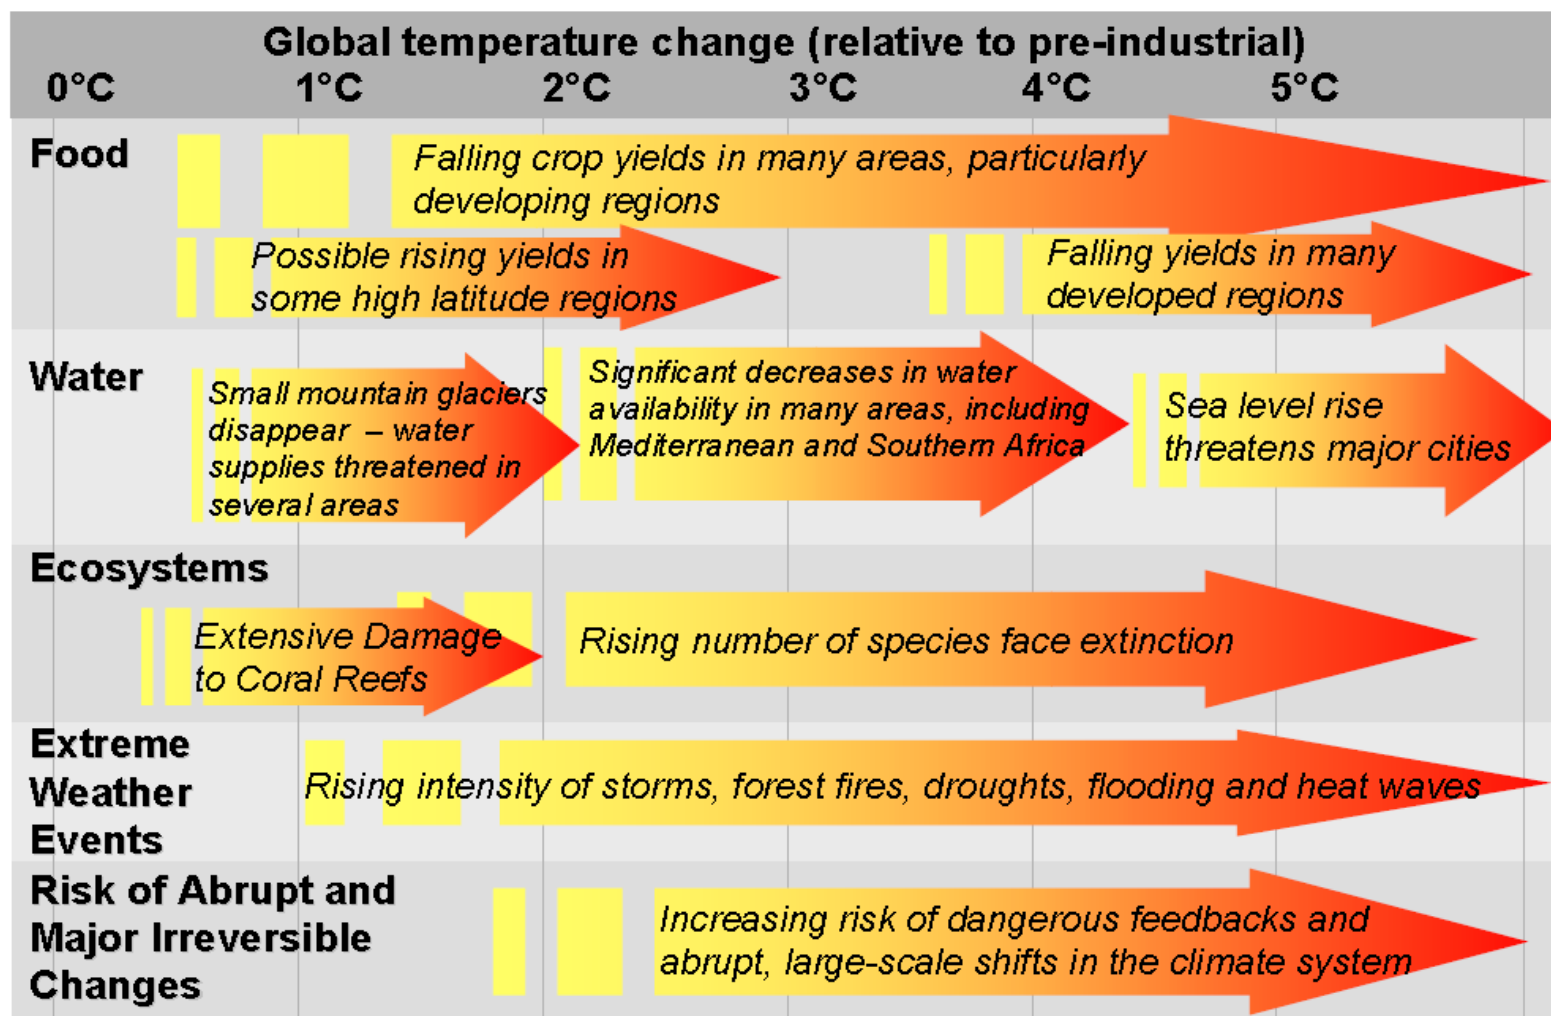 Global temperature change (relative to pre-industrial)
0°C 1°C 2°C 3°C 4°C 5°C
Food
Falling crop yields in many areas, particularly
developing regions
Possible rising yields in
some high latitude regions
Falling yields in many
developed regions
Water
Small mountain glaciers
disappear – water
supplies threatened in
several areas
Significant decreases in water
availability in many areas, including
Mediterranean and Southern Africa
Sea level rise
threatens major cities
Ecosystems
Extensive Damage
to Coral Reefs
Rising number of species face extinction
Extreme
Weather
Events
Rising intensity of storms, forest fires, droughts, flooding and heat waves
Risk of Abrupt and
Major Irreversible
Changes
Increasing risk of dangerous feedbacks and
abrupt, large-scale shifts in the climate system